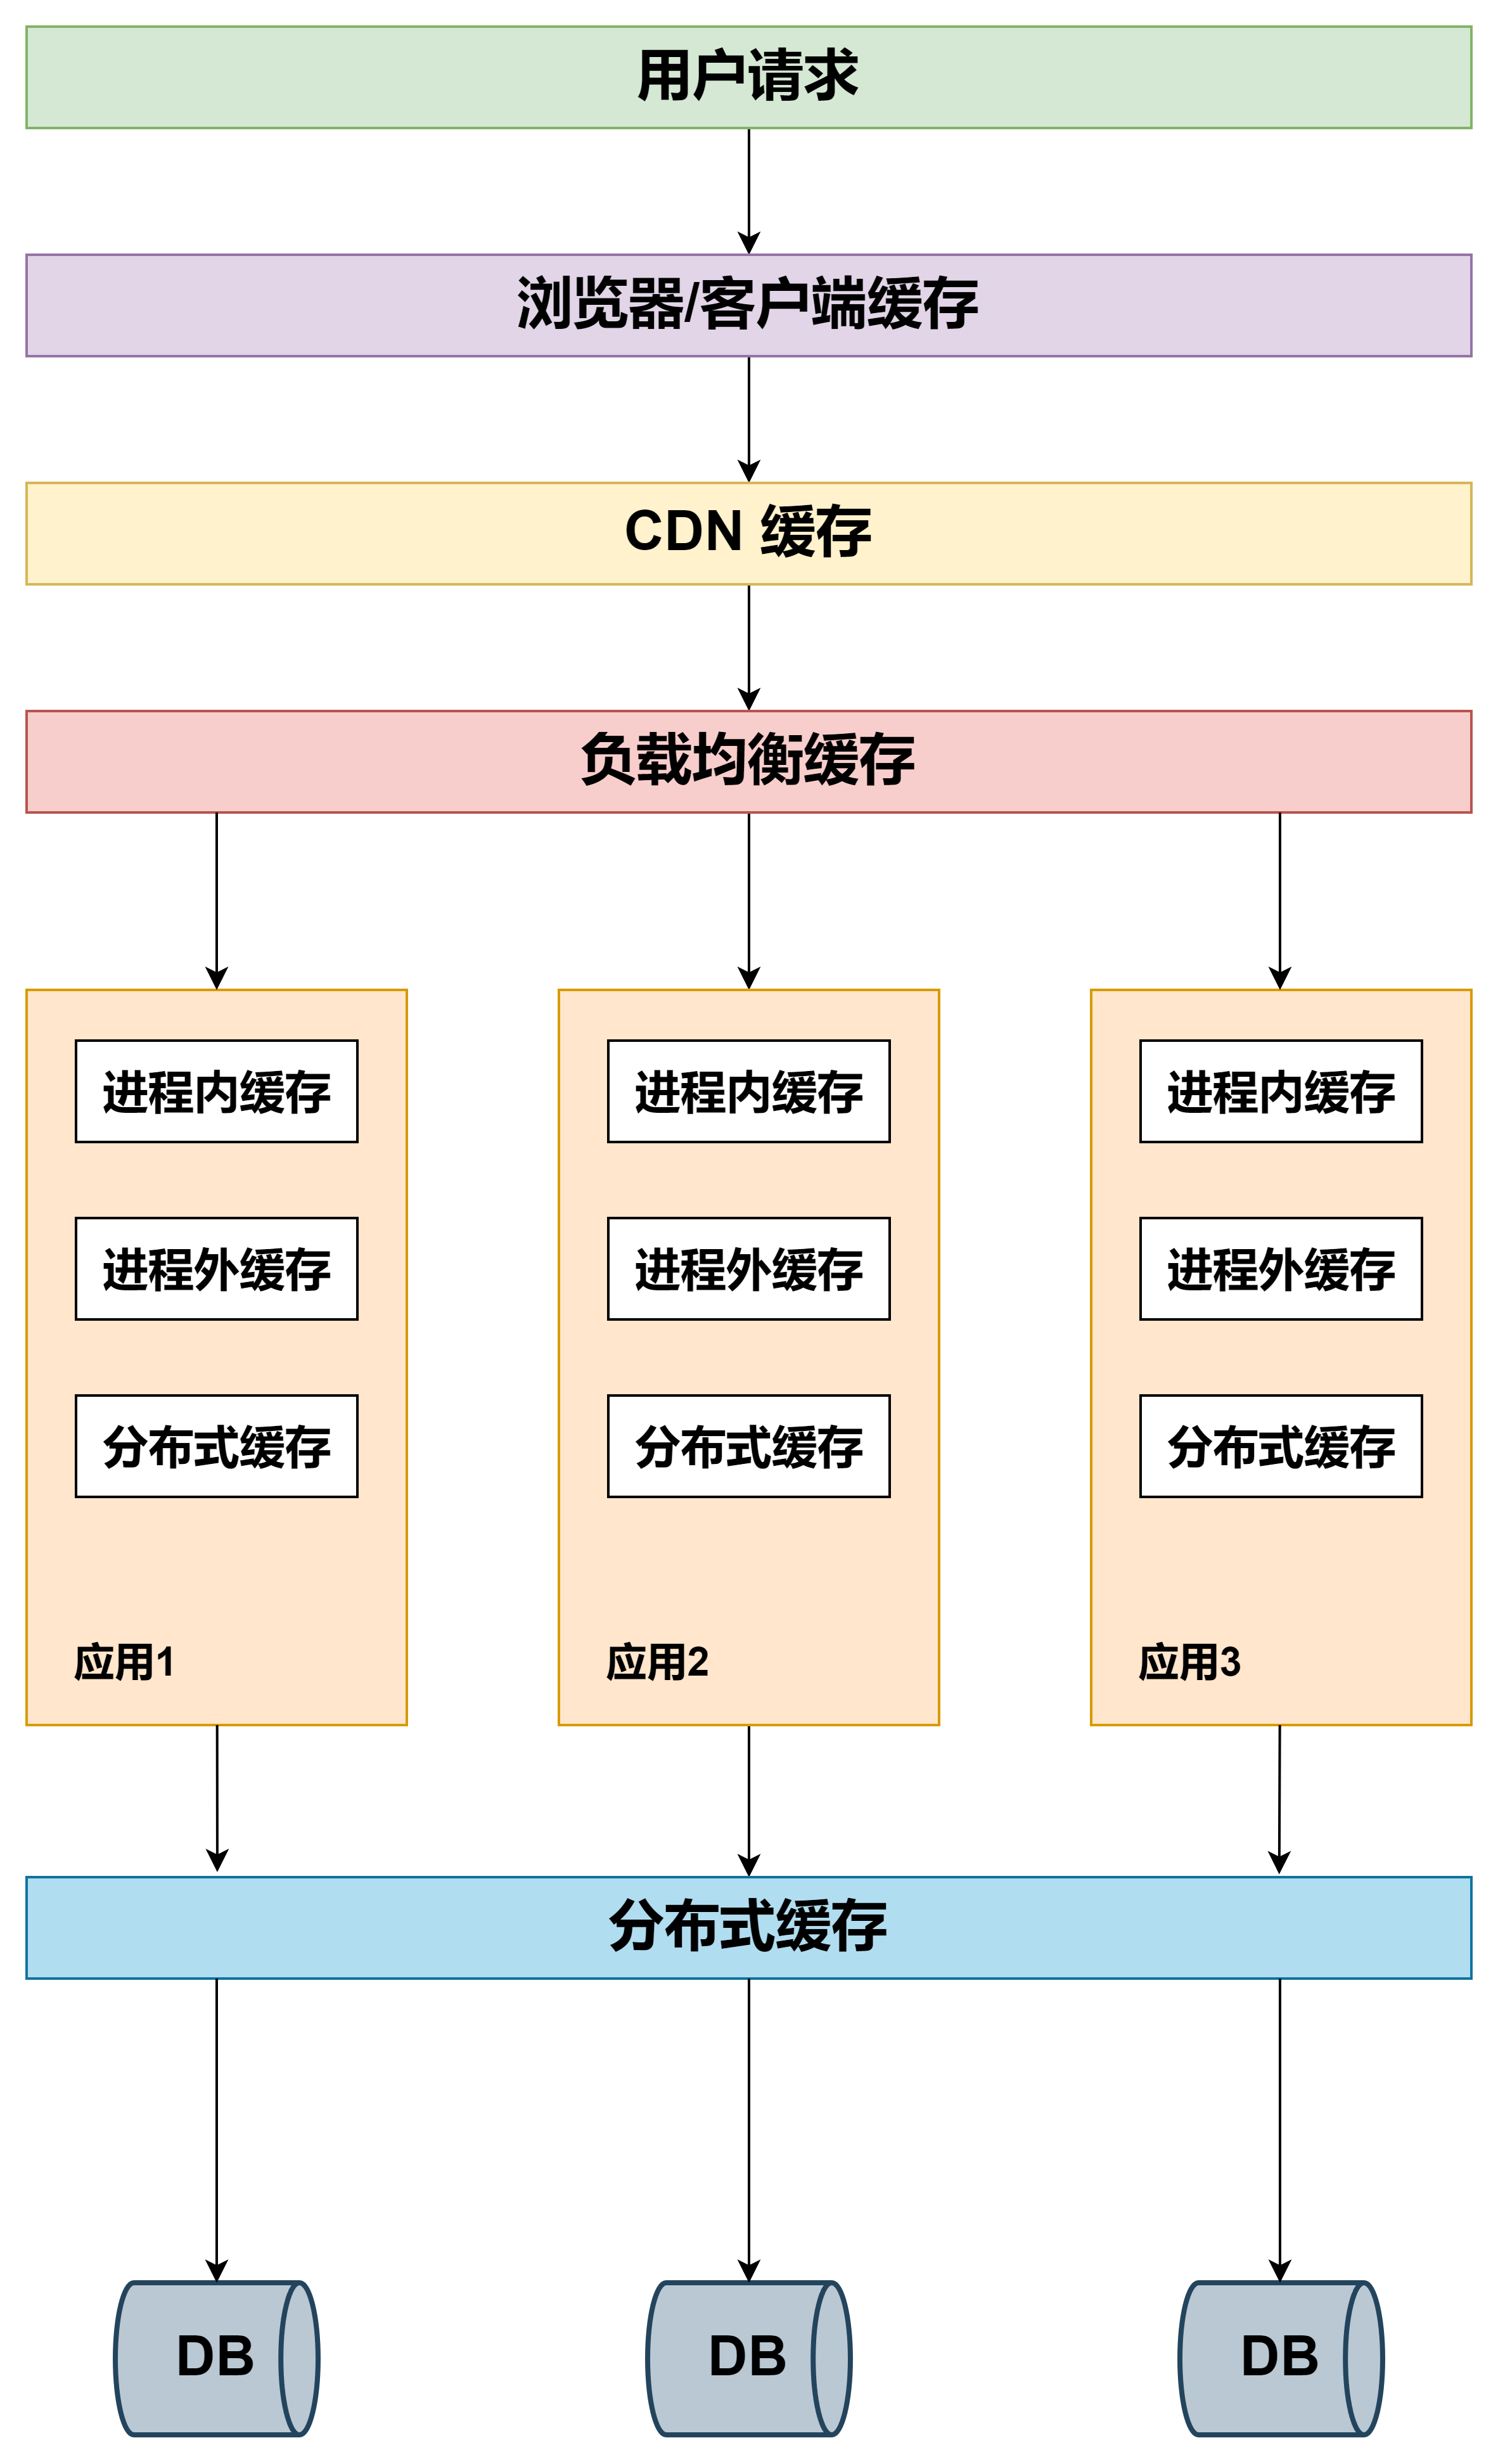 用户请求
浏览器/客户端缓存
CDN 缓存
负载均衡缓存
进程内缓存
进程外缓存
分布式缓存
应用1
进程内缓存
进程外缓存
分布式缓存
应用2
进程内缓存
进程外缓存
分布式缓存
应用3
分布式缓存
DB
DB
DB